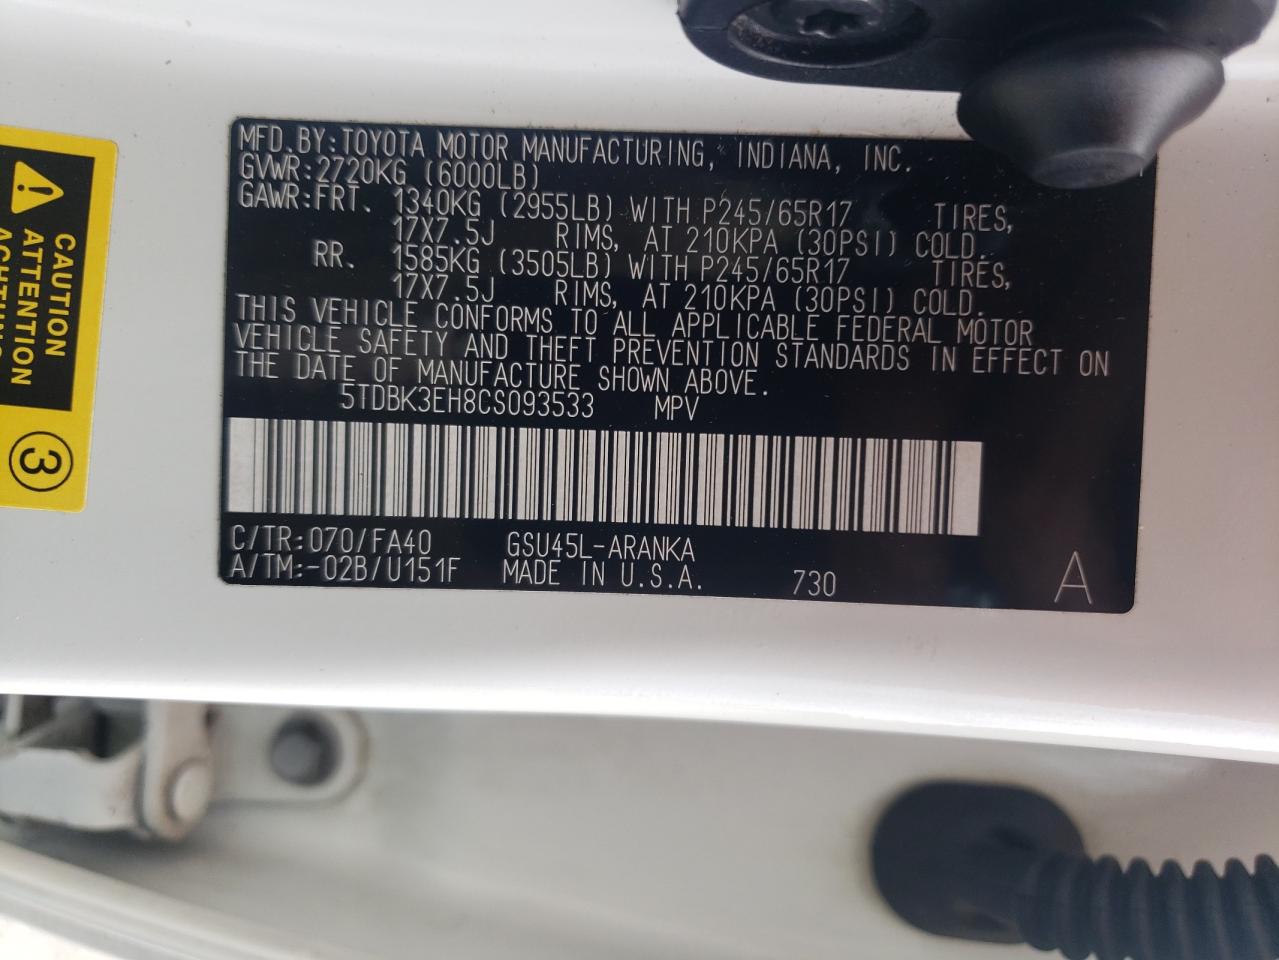 MFD.BY:TOYOTA MOTOR MANUFACTURING, INDIANA, INC.
GVWR:2720KG (6000LB)
GAWR:FRT. 1340KG (2955LB) WITH P245/65R17 TIRES,
17X7.5J RIMS, AT 210KPA (30PSI) COLD.
RR. 1585KG (3505LB) WITH P245/65R17 TIRES,
17X7.5J RIMS, AT 210KPA (30PSI) COLD.
THIS VEHICLE CONFORMS TO ALL APPLICABLE FEDERAL MOTOR
VEHICLE SAFETY AND THEFT PREVENTION STANDARDS IN EFFECT ON
THE DATE OF MANUFACTURE SHOWN ABOVE.
5TDBK3EH8CS093533 MPV
C/TR:070/FA40 GSU45L-ARANKA
A/TM:-02B/U151F MADE IN U.S.A. 730 A
CAUTION
ATTENTION
3